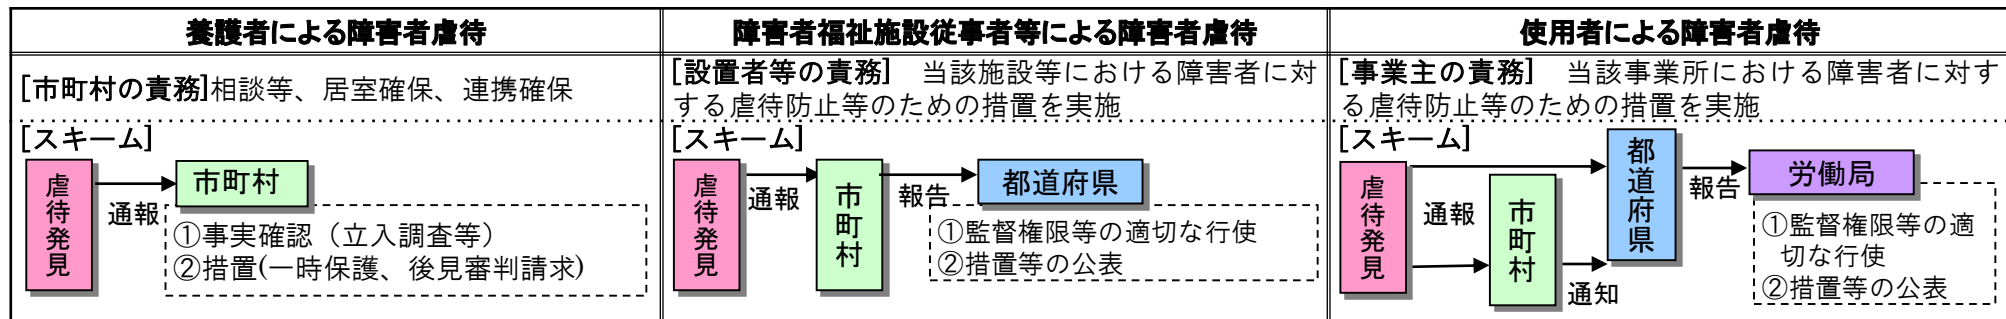 養護者による障害者虐待
[市町村の責務]相談等、居室確保、連携確保
[スキーム]
虐待発見
通報
市町村
①事実確認（立入調査等）
②措置(一時保護、後見審判請求)
障害者福祉施設従事者等による障害者虐待
[設置者等の責務]　当該施設等における障害者に対
する虐待防止等のための措置を実施
[スキーム]
虐待発見
通報
市町村
報告
都道府県
①監督権限等の適切な行使
②措置等の公表
使用者による障害者虐待
[事業主の責務]　当該事業所における障害者に対す
る虐待防止等のための措置を実施
[スキーム]
虐待発見
通報
市町村
通知
都道府県
報告
労働局
①監督権限等の適
切な行使
②措置等の公表